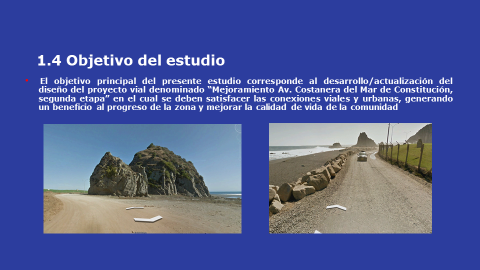 1.4 Objetivo del estudio
• El objetivo principal del presente estudio corresponde al desarrollo/actualización del
diseño del proyecto vial denominado “Mejoramiento Av. Costanera del Mar de Constitución,
segunda etapa” en el cual se deben satisfacer las conexiones viales y urbanas, generando
un beneficio al progreso de la zona y mejorar la calidad de vida de la comunidad